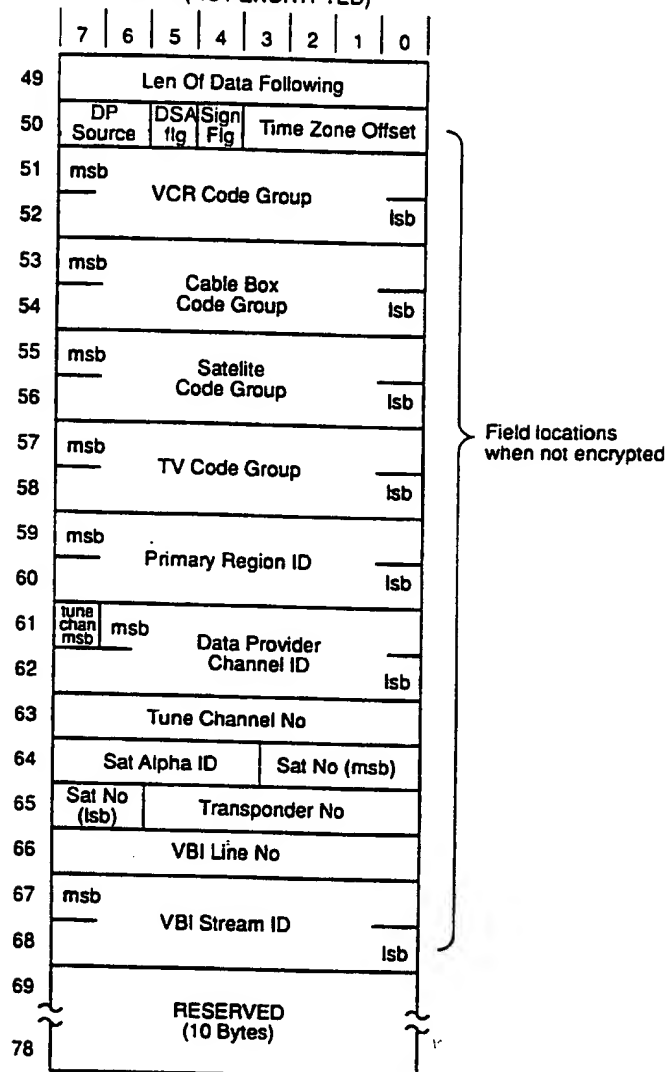 7 6 5 4 3 2 1 0
49 Len Of Data Following
50 DP Source DSA flg Sign Flg Time Zone Offset
51 msb
VCR Code Group
52 lsb
53 msb
Cable Box
54 Code Group lsb
55 msb
Satelite
56 Code Group lsb
57 msb
TV Code Group
58 lsb
Field locations
when not encrypted
59 msb
Primary Region ID
60 lsb
61 tune chan msb msb
Data Provider
62 Channel ID lsb
63 Tune Channel No
64 Sat Alpha ID Sat No (msb)
65 Sat No (lsb) Transponder No
66 VBI Line No
67 msb
VBI Stream ID
68 lsb
69
RESERVED
(10 Bytes)
78